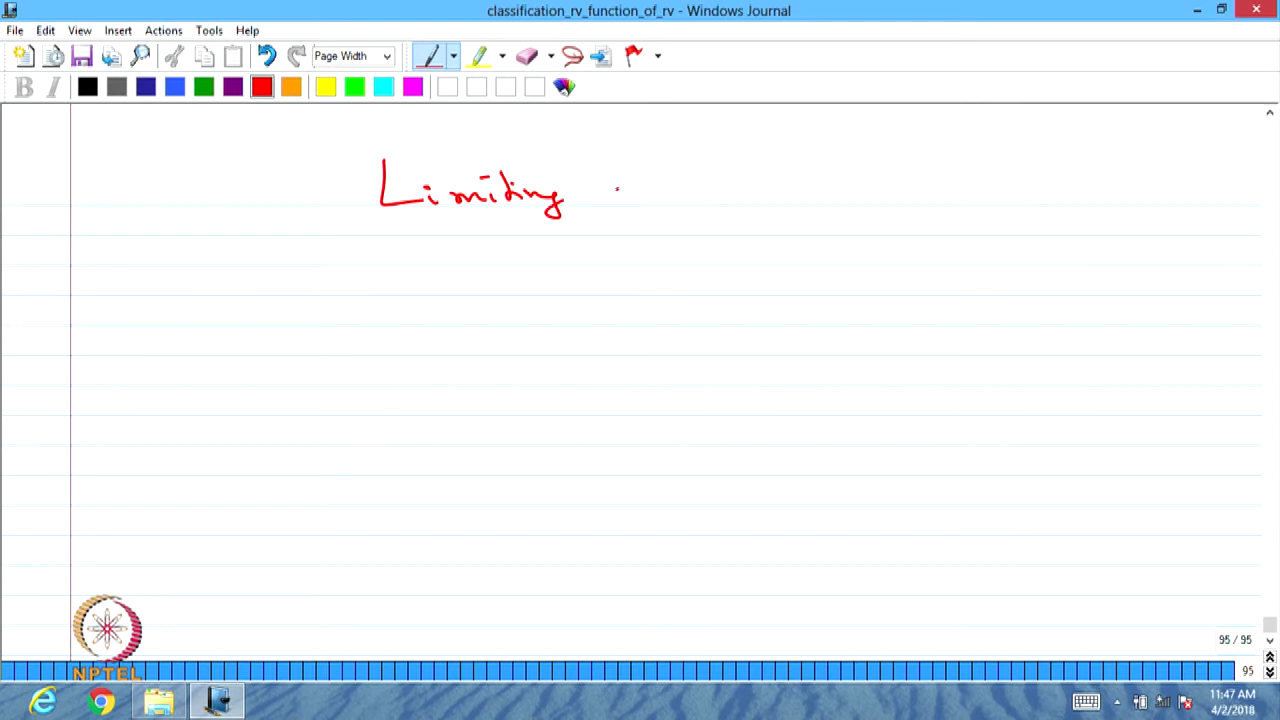 classification_rv_function_of_rv - Windows Journal
File Edit View Insert Actions Tools Help
Page Width
B I
Limiting
95 / 95
NPTEL
95
11:47 AM
4/2/2018